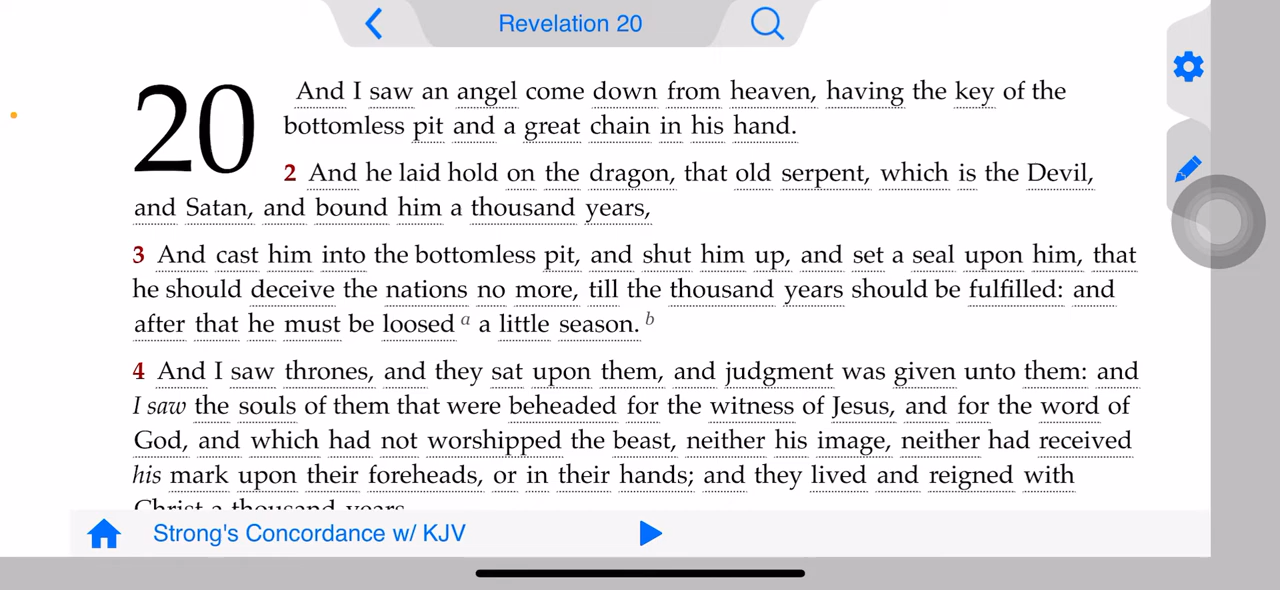 Revelation 20
20 And I saw an angel come down from heaven, having the key of the
bottomless pit and a great chain in his hand.
2 And he laid hold on the dragon, that old serpent, which is the Devil,
and Satan, and bound him a thousand years,
3 And cast him into the bottomless pit, and shut him up, and set a seal upon him, that
he should deceive the nations no more, till the thousand years should be fulfilled: and
after that he must be loosed a a little season. b
4 And I saw thrones, and they sat upon them, and judgment was given unto them: and
I saw the souls of them that were beheaded for the witness of Jesus, and for the word of
God, and which had not worshipped the beast, neither his image, neither had received
his mark upon their foreheads, or in their hands; and they lived and reigned with
Christ a thousand years
Strong's Concordance w/ KJV